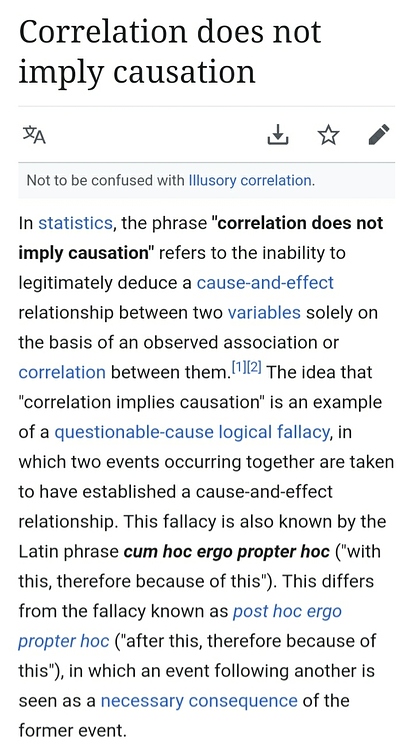 Correlation does not
imply causation
Not to be confused with Illusory correlation.
In statistics, the phrase "correlation does not
imply causation" refers to the inability to
legitimately deduce a cause-and-effect
relationship between two variables solely on
the basis of an observed association or
correlation between them.[1][2] The idea that
"correlation implies causation" is an example
of a questionable-cause logical fallacy, in
which two events occurring together are taken
to have established a cause-and-effect
relationship. This fallacy is also known by the
Latin phrase cum hoc ergo propter hoc ("with
this, therefore because of this"). This differs
from the fallacy known as post hoc ergo
propter hoc ("after this, therefore because of
this"), in which an event following another is
seen as a necessary consequence of the
former event.